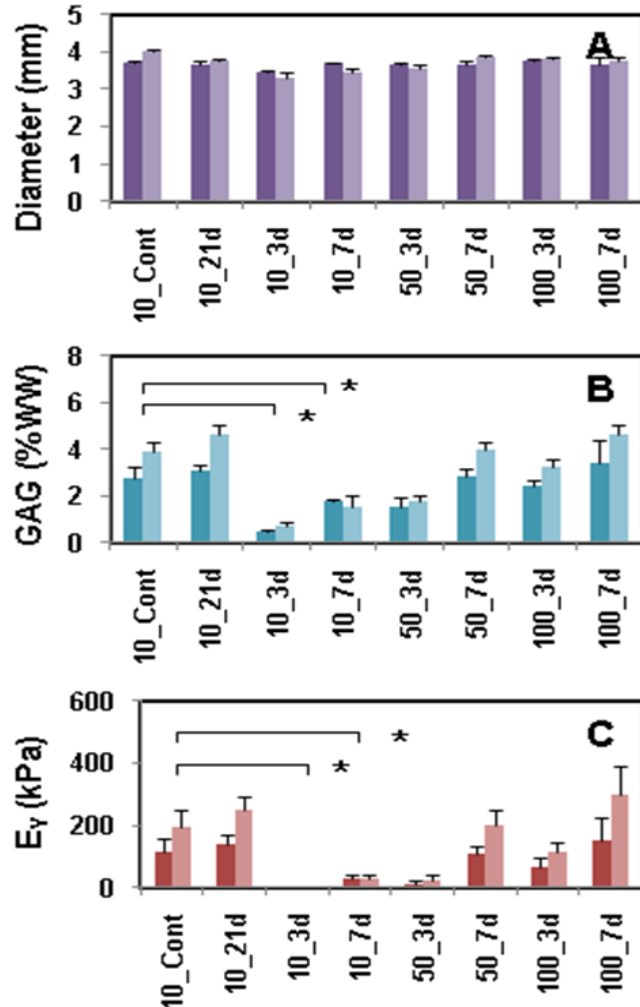 A
Diameter (mm)
5
4
3
2
1
0
10_Cont
10_21d
10_3d
10_7d
50_3d
50_7d
100_3d
100_7d
B
GAG (%WW)
8
6
4
2
0
*
*
10_Cont
10_21d
10_3d
10_7d
50_3d
50_7d
100_3d
100_7d
C
EY (kPa)
600
400
200
0
*
*
10_Cont
10_21d
10_3d
10_7d
50_3d
50_7d
100_3d
100_7d